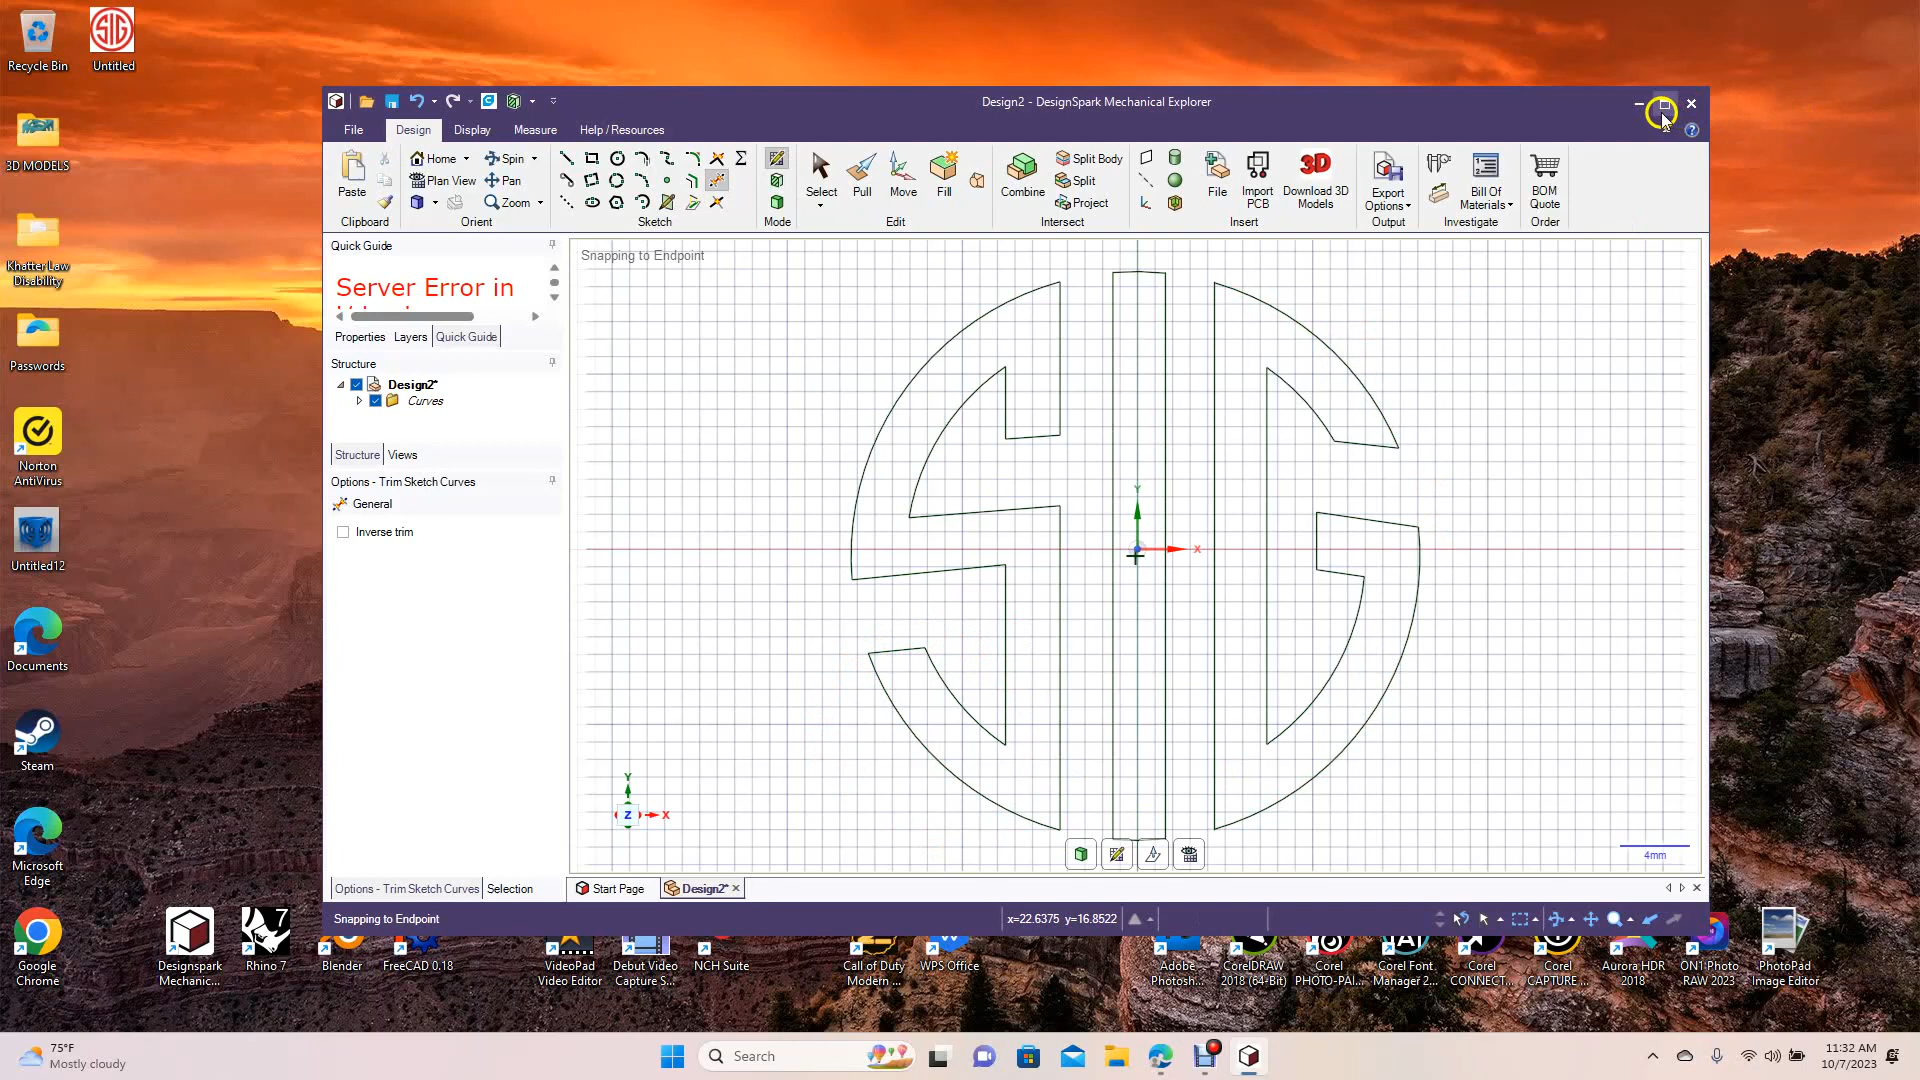 Recycle Bin
Untitled
3D MODELS
Khatter Law
Disability
Passwords
Norton
AntiVirus
Untitled12
Documents
Steam
Microsoft
Edge
Google
Chrome
Design2 - DesignSpark Mechanical Explorer
File
Design
Display
Measure
Help / Resources
Paste
Clipboard
Home
Plan View
Spin
Pan
Zoom
Orient
Sketch
Mode
Select
Pull
Move
Fill
Edit
Combine
Split Body
Split
Project
Intersect
File
Import
PCB
3D
Download 3D
Models
Insert
Export
Options
Output
Bill Of
Materials
Investigate
BOM
Quote
Order
Quick Guide
Server Error in
Properties
Layers
Quick Guide
Structure
Design2*
Curves
Structure
Views
Options - Trim Sketch Curves
General
Inverse trim
Options - Trim Sketch Curves
Selection
Snapping to Endpoint
Y
X
Y
Z
X
4mm
Start Page
Design2*
Snapping to Endpoint
x=22.6375 y=16.8522
Designspark
Mechanic...
7
Rhino 7
Blender
FreeCAD 0.18
VideoPad
Video Editor
Debut Video
Capture S...
NCH Suite
Call of Duty
Modern ...
WPS Office
Adobe
Photosh...
CorelDRAW
2018 (64-Bit)
Corel
PHOTO-PAI...
Corel Font
Manager 2...
Corel
CONNECT...
Corel
CAPTURE ...
Aurora HDR
2018
ON1 Photo
RAW 2023
PhotoPad
Image Editor
75°F
Mostly cloudy
Search
11:32 AM
10/7/2023